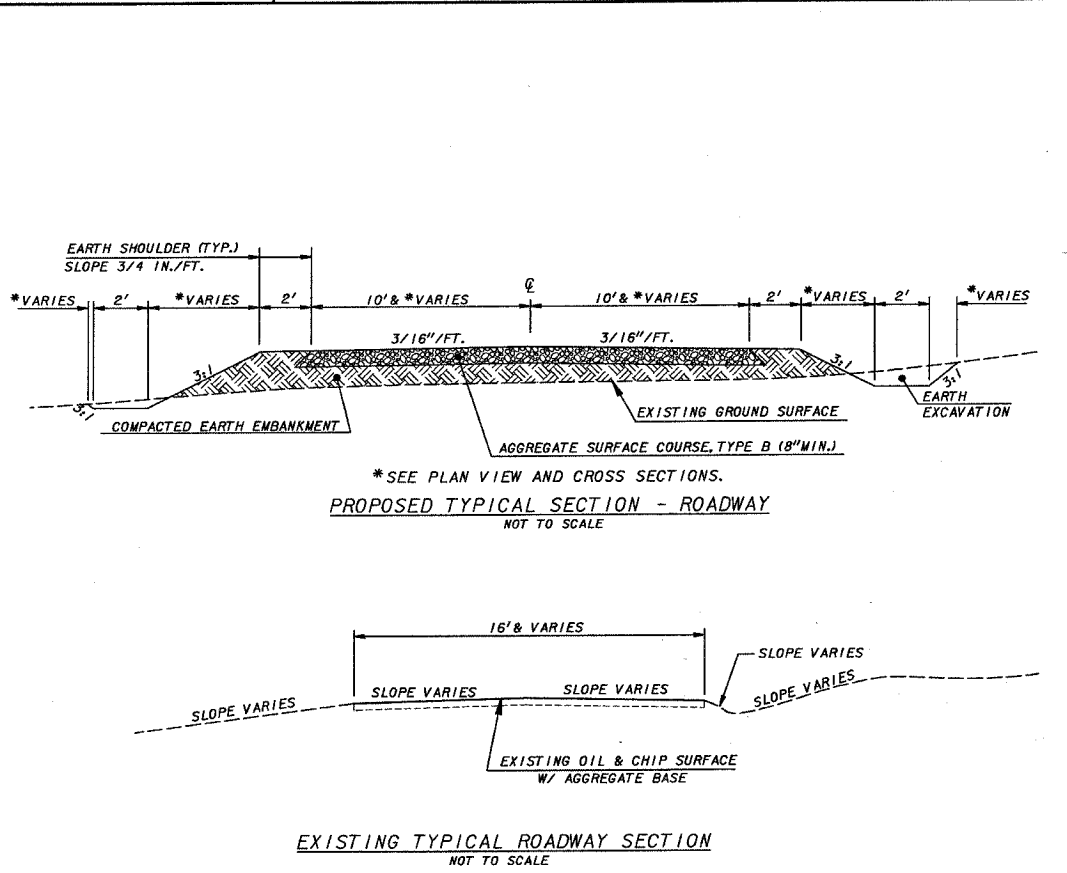 EARTH SHOULDER (TYP.)
SLOPE 3/4 IN./FT.
*VARIES
2'
*VARIES
2'
10' & *VARIES
℄
10' & *VARIES
2'
*VARIES
2'
*VARIES
3/16"/FT.
3/16"/FT.
3:1
3:1
3:1
3:1
COMPACTED EARTH EMBANKMENT
EXISTING GROUND SURFACE
EARTH
EXCAVATION
AGGREGATE SURFACE COURSE, TYPE B (8"MIN.)
*SEE PLAN VIEW AND CROSS SECTIONS.
PROPOSED TYPICAL SECTION - ROADWAY
NOT TO SCALE
16' & VARIES
SLOPE VARIES
SLOPE VARIES
SLOPE VARIES
SLOPE VARIES
SLOPE VARIES
EXISTING OIL & CHIP SURFACE
W/ AGGREGATE BASE
EXISTING TYPICAL ROADWAY SECTION
NOT TO SCALE